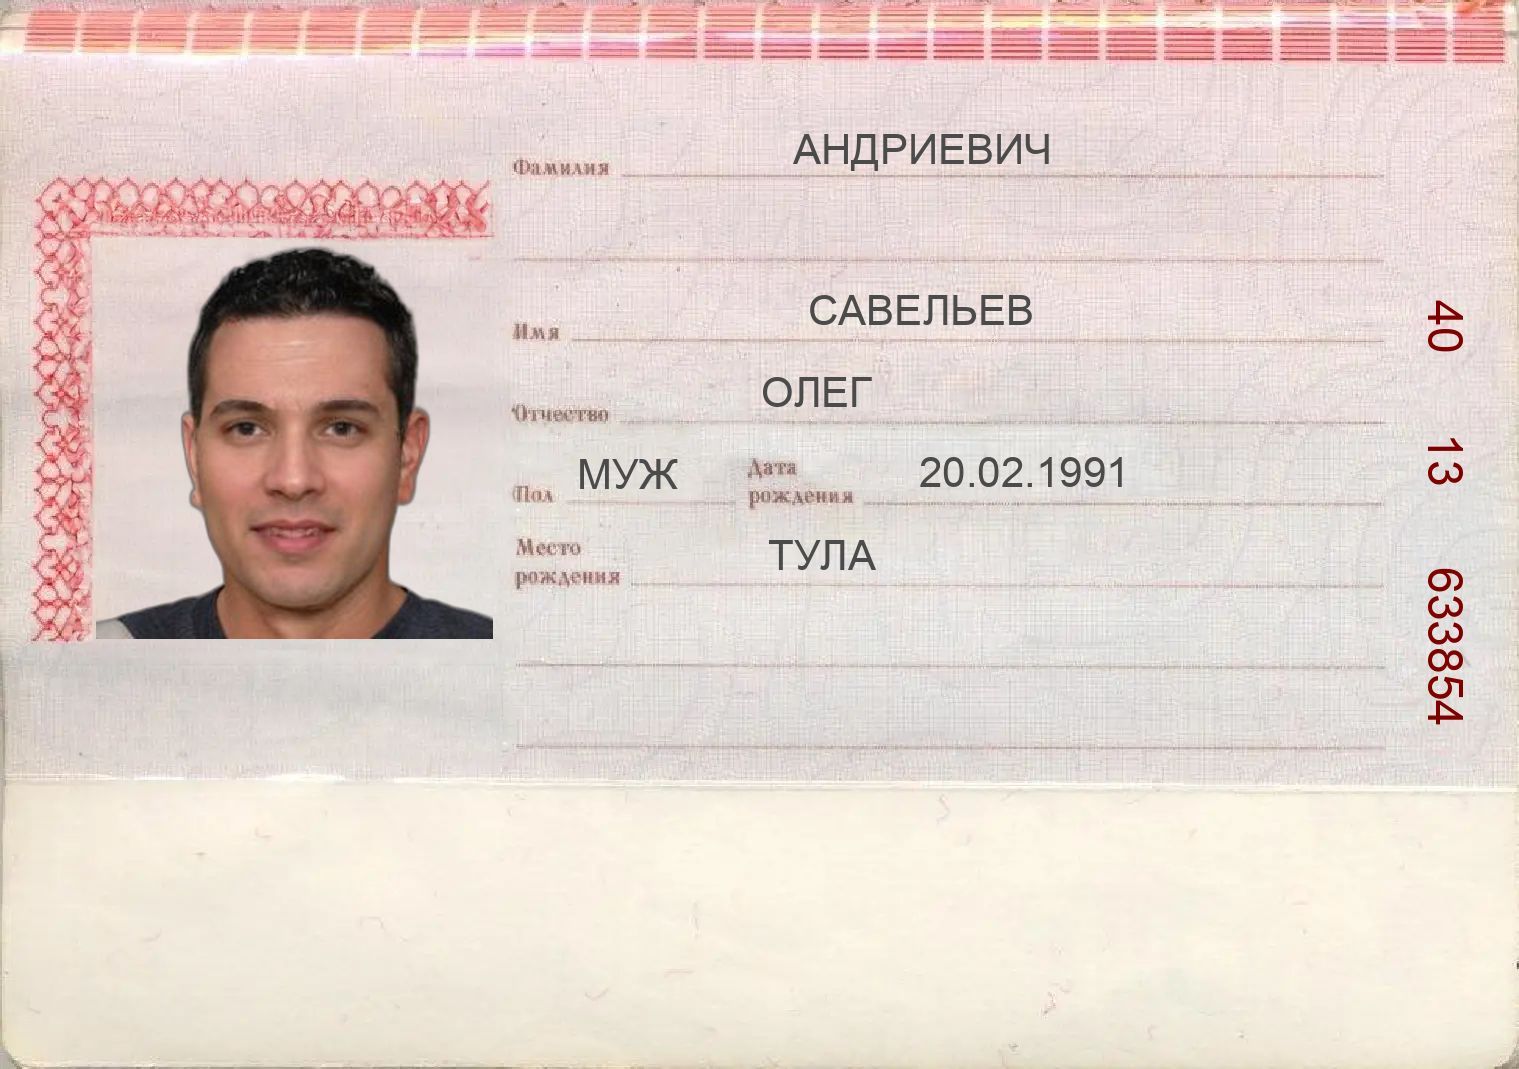 Фамилия АНДРИЕВИЧ
Имя САВЕЛЬЕВ
Отчество ОЛЕГ
Пол МУЖ Дата рождения 20.02.1991
Место рождения ТУЛА
40 13 633854